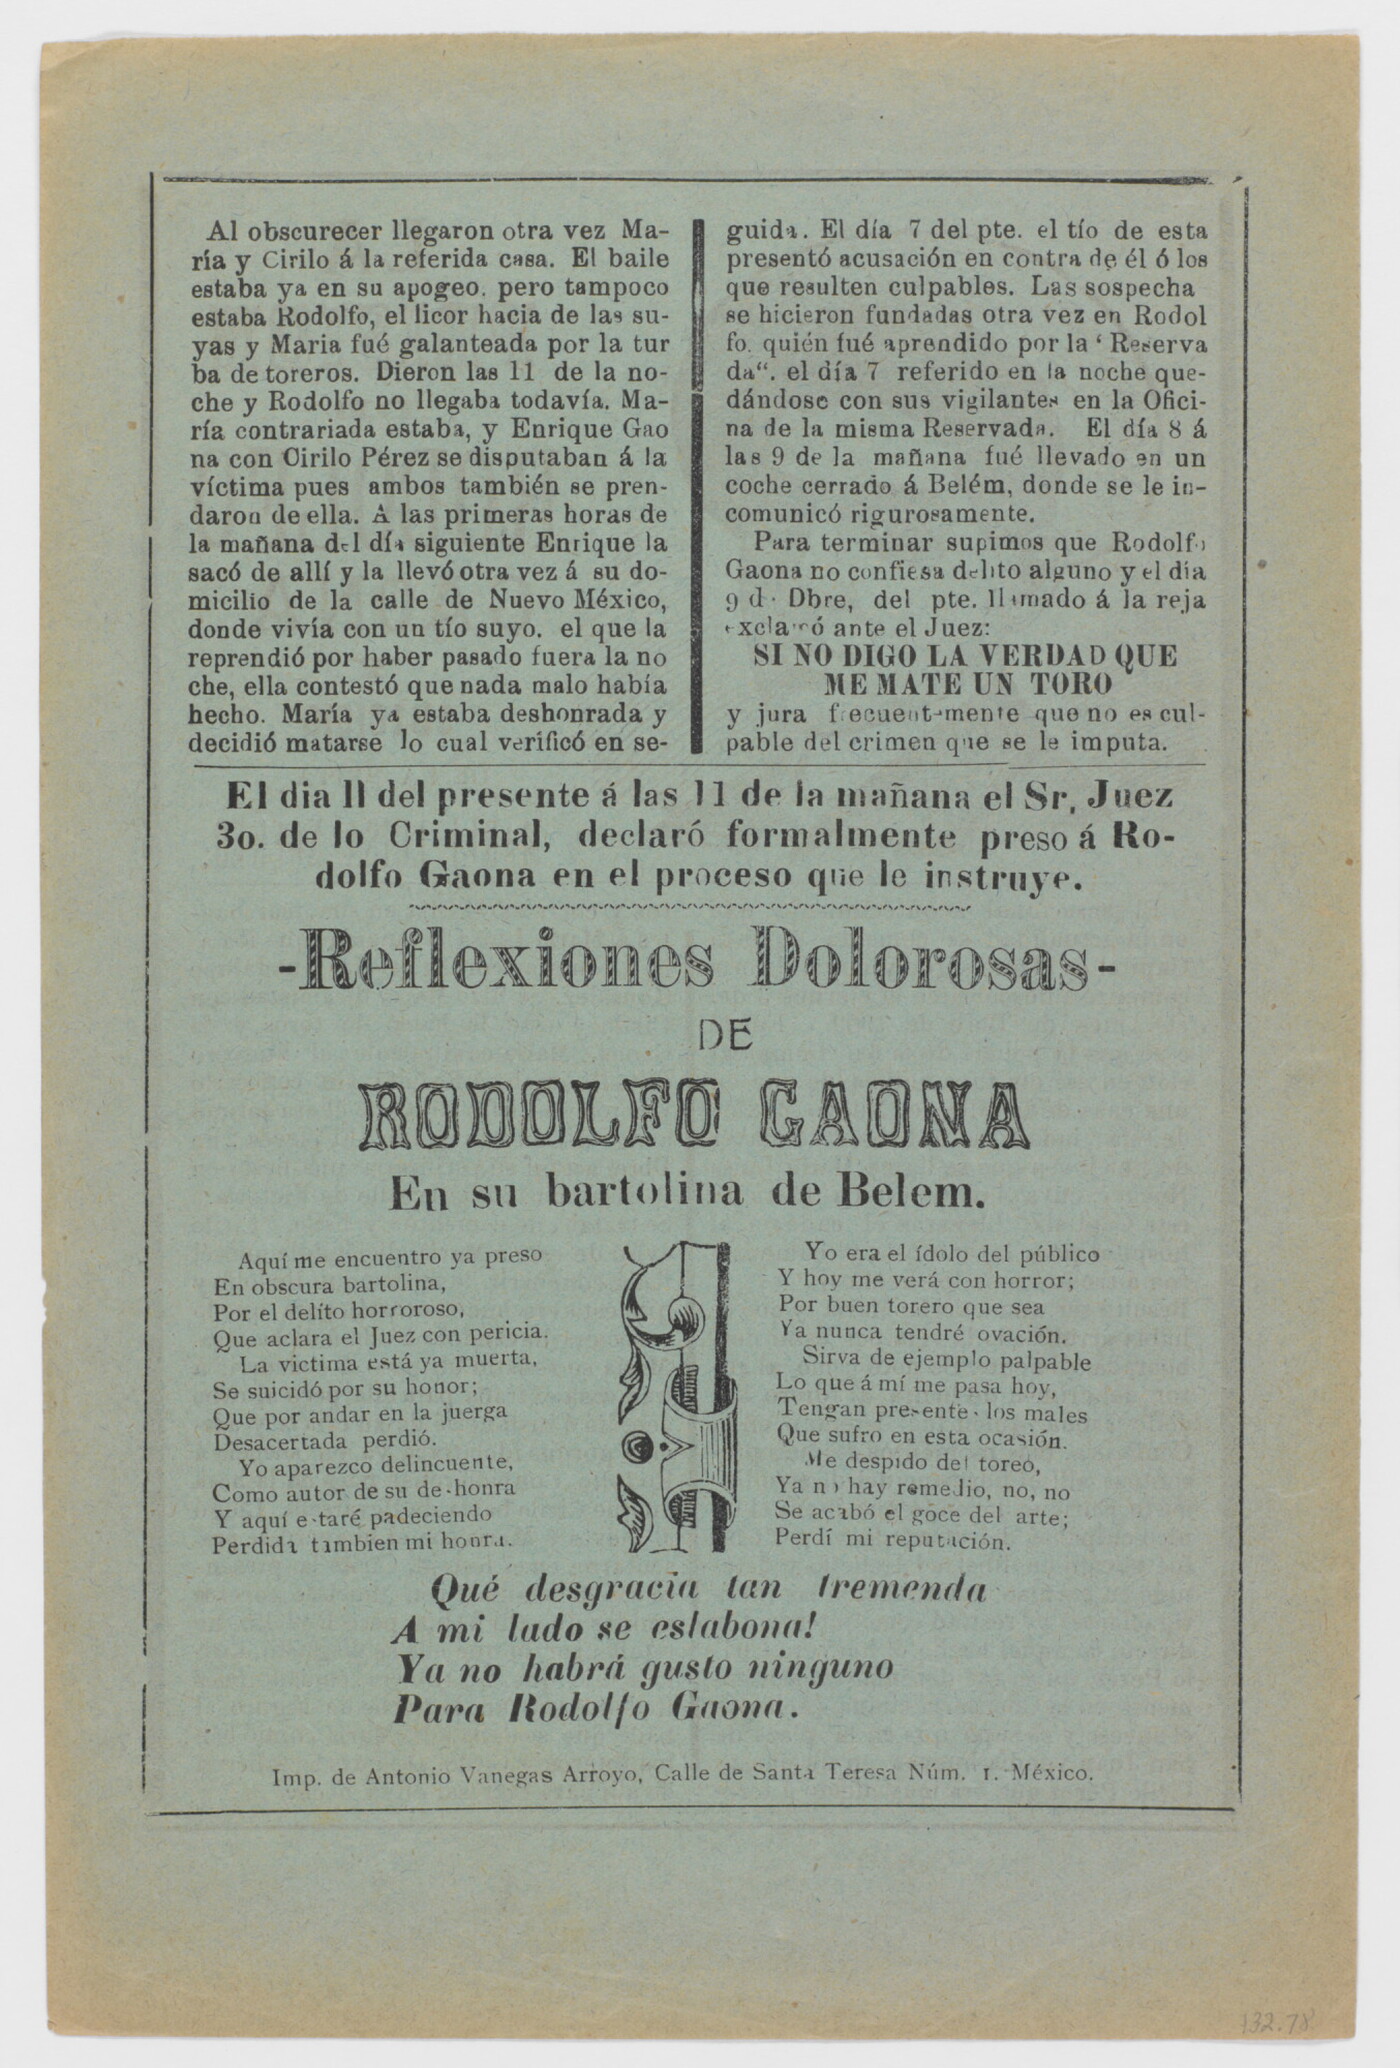 Al obscurecer llegaron otra vez Ma-
ría y Cirilo á la referida casa. El baile
estaba ya en su apogeo. pero tampoco
estaba Rodolfo, el licor hacia de las su-
yas y Maria fué galanteada por la tur
ba de toreros. Dieron las 11 de la no-
che y Rodolfo no llegaba todavía. Ma-
ría contrariada estaba, y Enrique Gao
na con Cirilo Pérez se disputaban á la
víctima pues ambos también se pren-
daron de ella. A las primeras horas de
la mañana del día siguiente Enrique la
sacó de allí y la llevó otra vez á su do-
micilio de la calle de Nuevo México,
donde vivía con un tío suyo. el que la
reprendió por haber pasado fuera la no
che, ella contestó que nada malo había
hecho. María ya estaba deshonrada y
decidió matarse lo cual verificó en se-
guida. El día 7 del pte. el tío de esta
presentó acusación en contra de él ó los
que resulten culpables. Las sospecha
se hicieron fundadas otra vez en Rodol
fo. quién fué aprendido por la ‘ Reserva
da“. el día 7 referido en la noche que-
dándose con sus vigilantes en la Ofici-
na de la misma Reservada. El día 8 á
las 9 de la mañana fué llevado en un
coche cerrado á Belém, donde se le in-
comunicó rigurosamente.
Para terminar supimos que Rodolfo
Gaona no confiesa delito alguno y el día
9 d. Dbre, del pte. llamado á la reja
exclamó ante el Juez:
SI NO DIGO LA VERDAD QUE
ME MATE UN TORO
y jura frecuentemente que no es cul-
pable del crimen que se le imputa.
El dia 11 del presente á las 11 de la mañana el Sr, Juez
3o. de lo Criminal, declaró formalmente preso á Ro-
dolfo Gaona en el proceso que le instruye.
-Reflexiones Dolorosas-
DE
RODOLFO GAONA
En su bartolina de Belem.
Aquí me encuentro ya preso
En obscura bartolina,
Por el delíto horroroso,
Que aclara el Juez con pericia.
La victima está ya muerta,
Se suicidó por su honor;
Que por andar en la juerga
Desacertada perdió.
Yo aparezco delincuente,
Como autor de su deshonra
Y aquí estaré padeciendo
Perdida tambien mi honra.
Yo era el ídolo del público
Y hoy me verá con horror;
Por buen torero que sea
Ya nunca tendré ovación.
Sirva de ejemplo palpable
Lo que á mí me pasa hoy,
Tengan presente los males
Que sufro en esta ocasión.
Me despido del toreo,
Ya no hay remedio, no, no
Se acabó el goce del arte;
Perdí mi reputación.
Qué desgracia tan tremenda
A mi lado se eslabona!
Ya no habrá gusto ninguno
Para Rodolfo Gaona.
Imp. de Antonio Vanegas Arroyo, Calle de Santa Teresa Núm. 1. México.
132.78